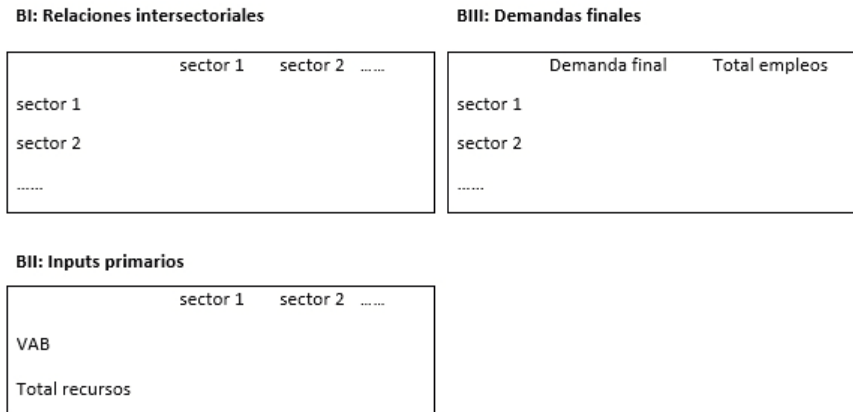 BI: Relaciones intersectoriales
BIII: Demandas finales
sector 1 sector 2 ......
sector 1
sector 2
......
Demanda final Total empleos
sector 1
sector 2
......
BII: Inputs primarios
sector 1 sector 2 ......
VAB
Total recursos